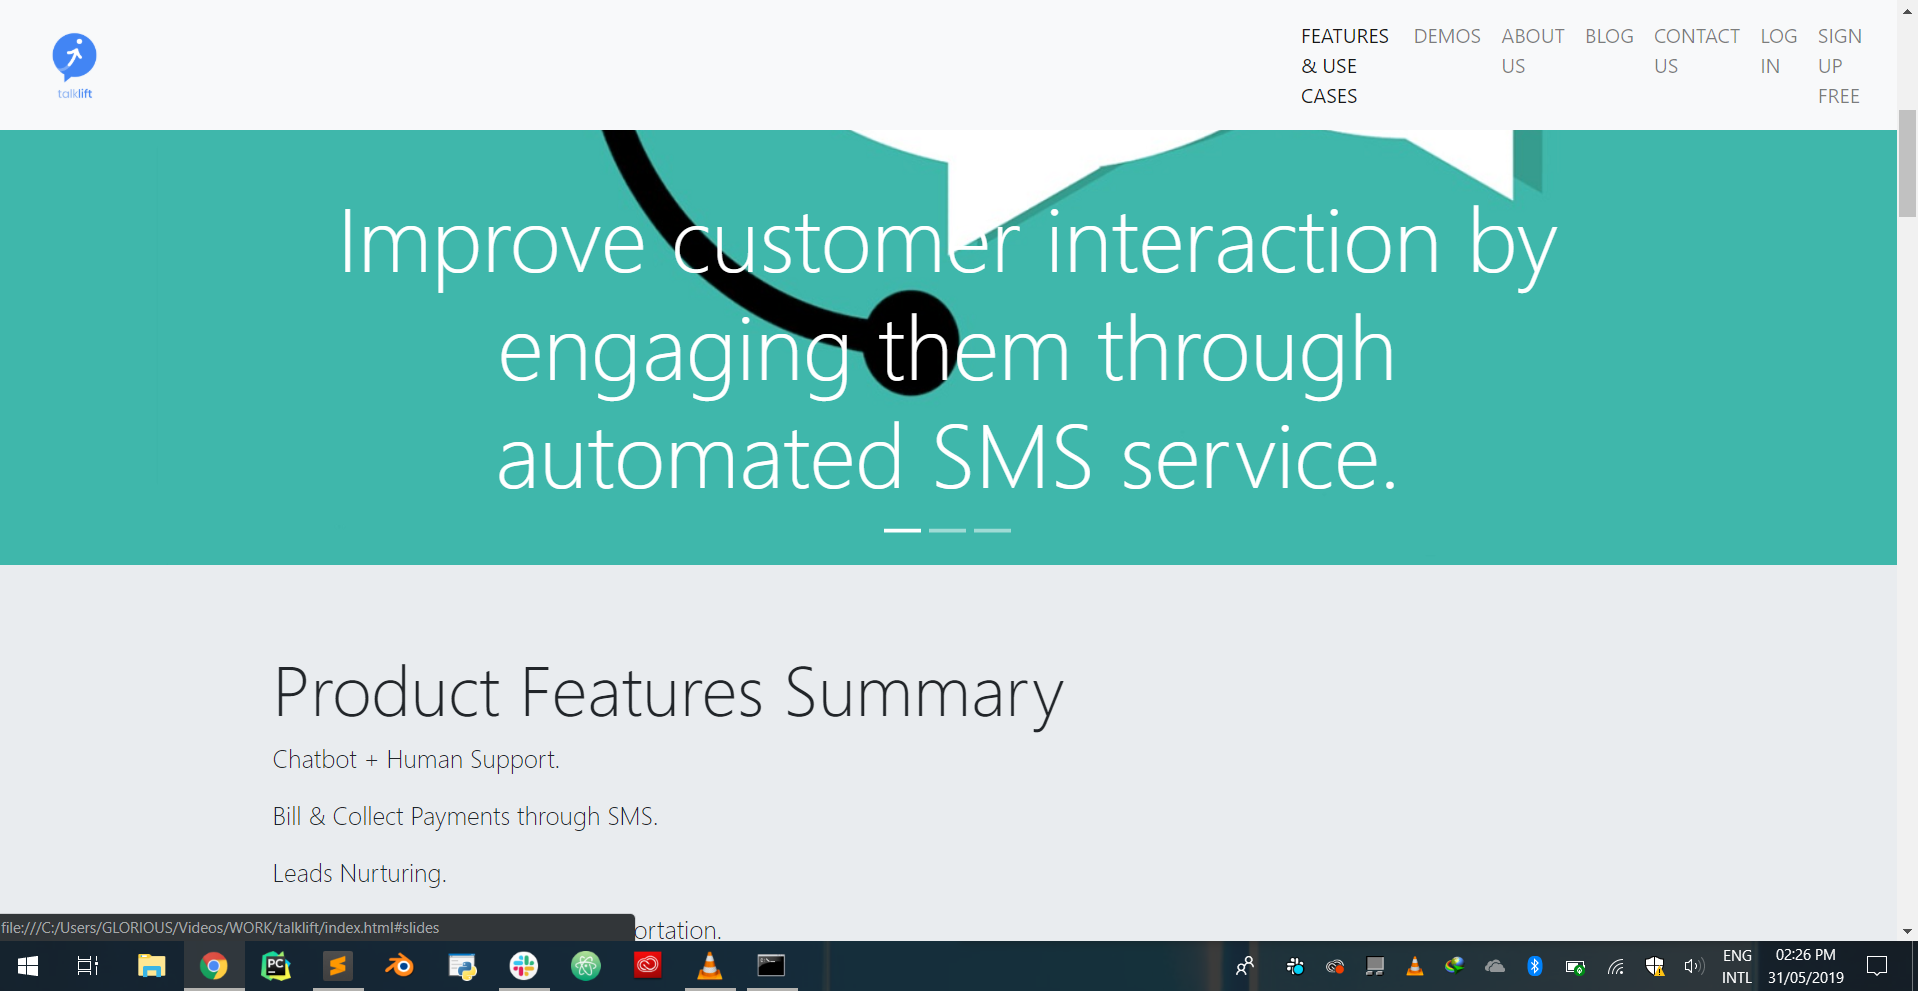 talklift
FEATURES & USE CASES
DEMOS
ABOUT US
BLOG
CONTACT US
LOG IN
SIGN UP FREE
Improve customer interaction by
engaging them through
automated SMS service.
Product Features Summary
Chatbot + Human Support.
Bill & Collect Payments through SMS.
Leads Nurturing.
ortation.
file:///C:/Users/GLORIOUS/Videos/WORK/talklift/index.html#slides
PC
ENG
INTL
02:26 PM
31/05/2019